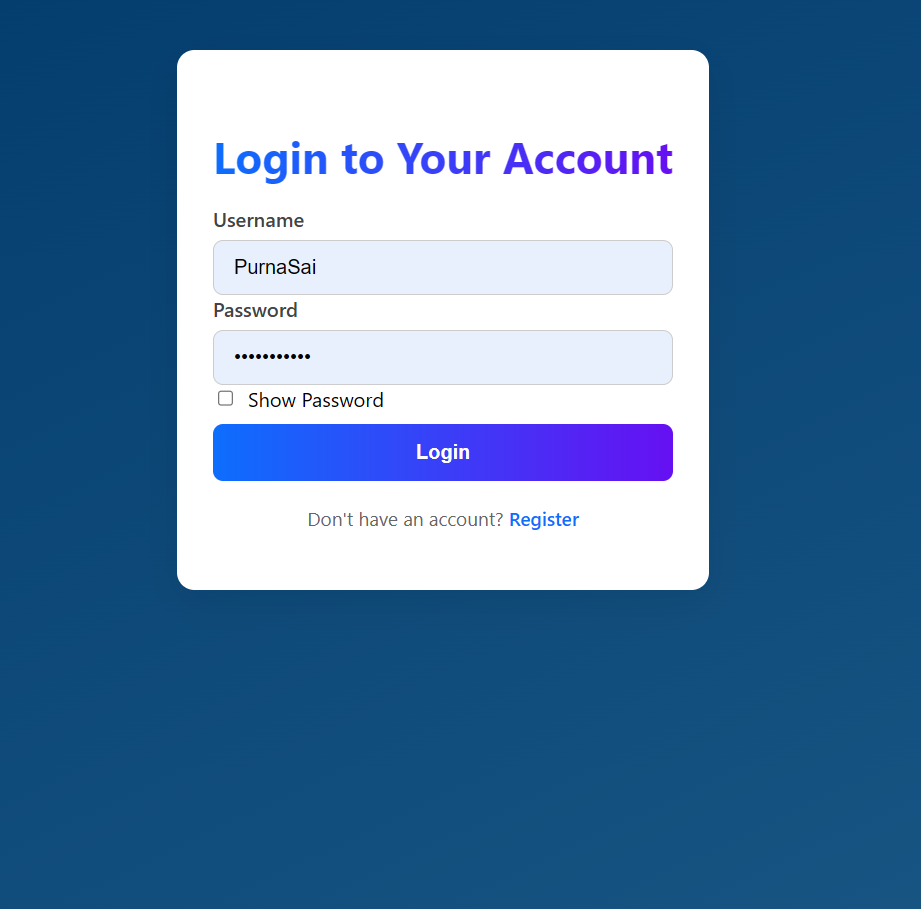 Login to Your Account
Username
PurnaSai
Password
•••••••••••
Show Password
Login
Don't have an account? Register